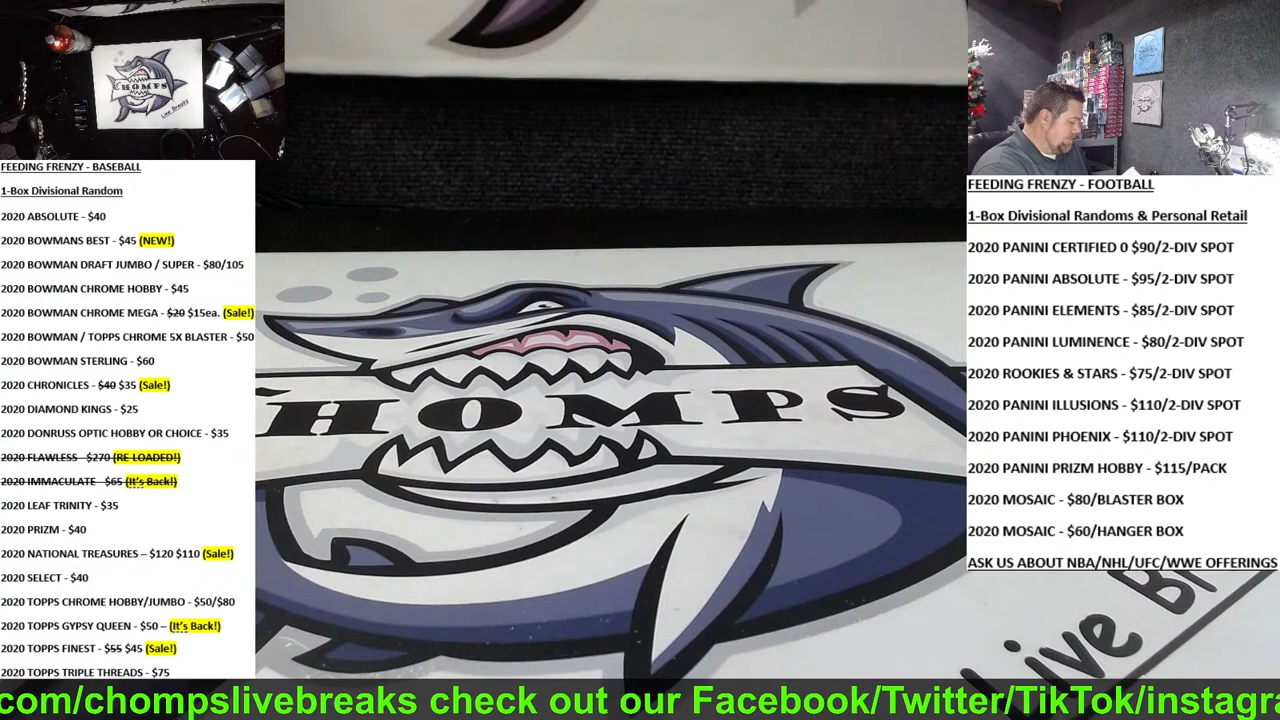 CHOMPS
Live Breaks
FEEDING FRENZY - BASEBALL
1-Box Divisional Random
2020 ABSOLUTE - $40
2020 BOWMANS BEST - $45 (NEW!)
2020 BOWMAN DRAFT JUMBO / SUPER - $80/105
2020 BOWMAN CHROME HOBBY - $45
2020 BOWMAN CHROME MEGA - $20 $15ea. (Sale!)
2020 BOWMAN / TOPPS CHROME 5X BLASTER - $50
2020 BOWMAN STERLING - $60
2020 CHRONICLES - $40 $35 (Sale!)
2020 DIAMOND KINGS - $25
2020 DONRUSS OPTIC HOBBY OR CHOICE - $35
2020 FLAWLESS - $270 (RE LOADED!)
2020 IMMACULATE - $65 (It's Back!)
2020 LEAF TRINITY - $35
2020 PRIZM - $40
2020 NATIONAL TREASURES – $120 $110 (Sale!)
2020 SELECT - $40
2020 TOPPS CHROME HOBBY/JUMBO - $50/$80
2020 TOPPS GYPSY QUEEN - $50 – (It's Back!)
2020 TOPPS FINEST - $55 $45 (Sale!)
2020 TOPPS TRIPLE THREADS - $75
CHOMPS
Live Br
FEEDING FRENZY - FOOTBALL
1-Box Divisional Randoms & Personal Retail
2020 PANINI CERTIFIED 0 $90/2-DIV SPOT
2020 PANINI ABSOLUTE - $95/2-DIV SPOT
2020 PANINI ELEMENTS - $85/2-DIV SPOT
2020 PANINI LUMINENCE - $80/2-DIV SPOT
2020 ROOKIES & STARS - $75/2-DIV SPOT
2020 PANINI ILLUSIONS - $110/2-DIV SPOT
2020 PANINI PHOENIX - $110/2-DIV SPOT
2020 PANINI PRIZM HOBBY - $115/PACK
2020 MOSAIC - $80/BLASTER BOX
2020 MOSAIC - $60/HANGER BOX
ASK US ABOUT NBA/NHL/UFC/WWE OFFERINGS
com/chompslivebreaks check out our Facebook/Twitter/TikTok/instagra